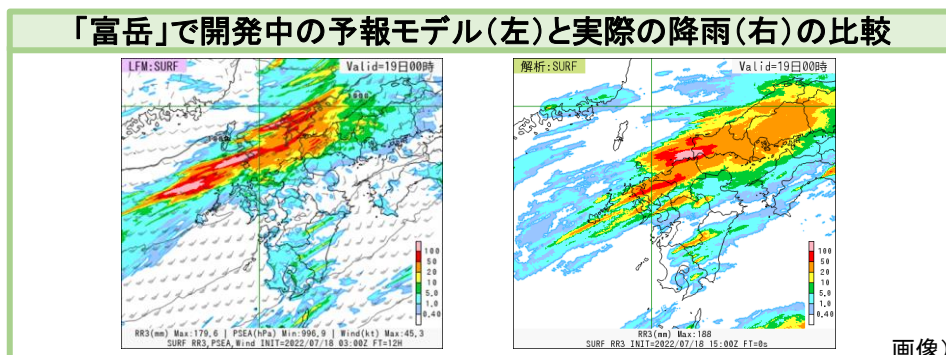 「富岳」で開発中の予報モデル（左）と実際の降雨（右）の比較
LFM:SURF
Valid=19日00時
100
50
20
10
5.0
1.0
0.40
RR3(mm) Max:179.6 | PSEA(hPa) Min:996.9 | Wind(kt) Max:45.3
SURF RR3,PSEA,Wind INIT=2022/07/18 03:00Z FT=12H
解析:SURF
Valid=19日00時
100
50
20
10
5.0
1.0
0.40
RR3(mm) Max:188
SURF RR3 INIT=2022/07/18 15:00Z FT=0s
画像